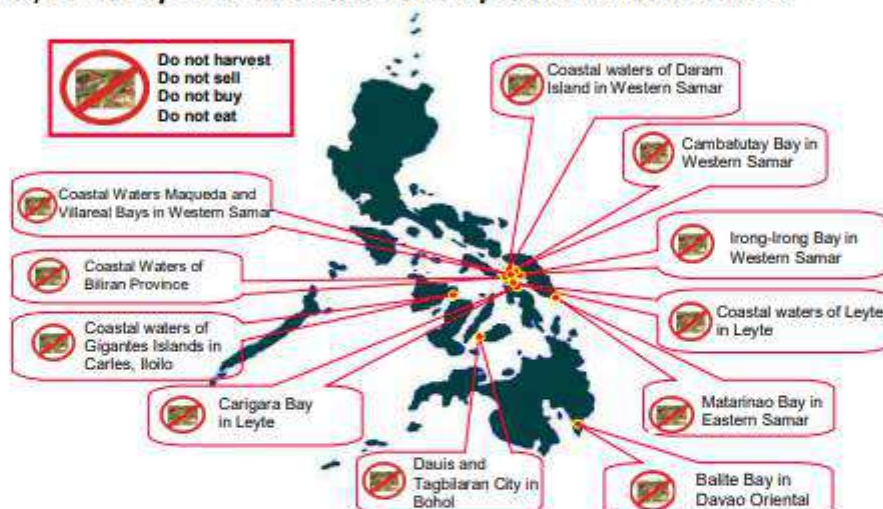 Do not harvest
Do not sell
Do not buy
Do not eat
Coastal waters of Daram
Island in Western Samar
Cambatutay Bay in
Western Samar
Coastal Waters Maqueda and
Villareal Bays in Western Samar
Irong-Irong Bay in
Western Samar
Coastal Waters of
Biliran Province
Coastal waters of Leyte
in Leyte
Coastal waters of
Gigantes Islands in
Carles, Iloilo
Carigara Bay
in Leyte
Matarinao Bay in
Eastern Samar
Dauis and
Tagbilaran City in
Bohol
Balite Bay in
Davao Oriental